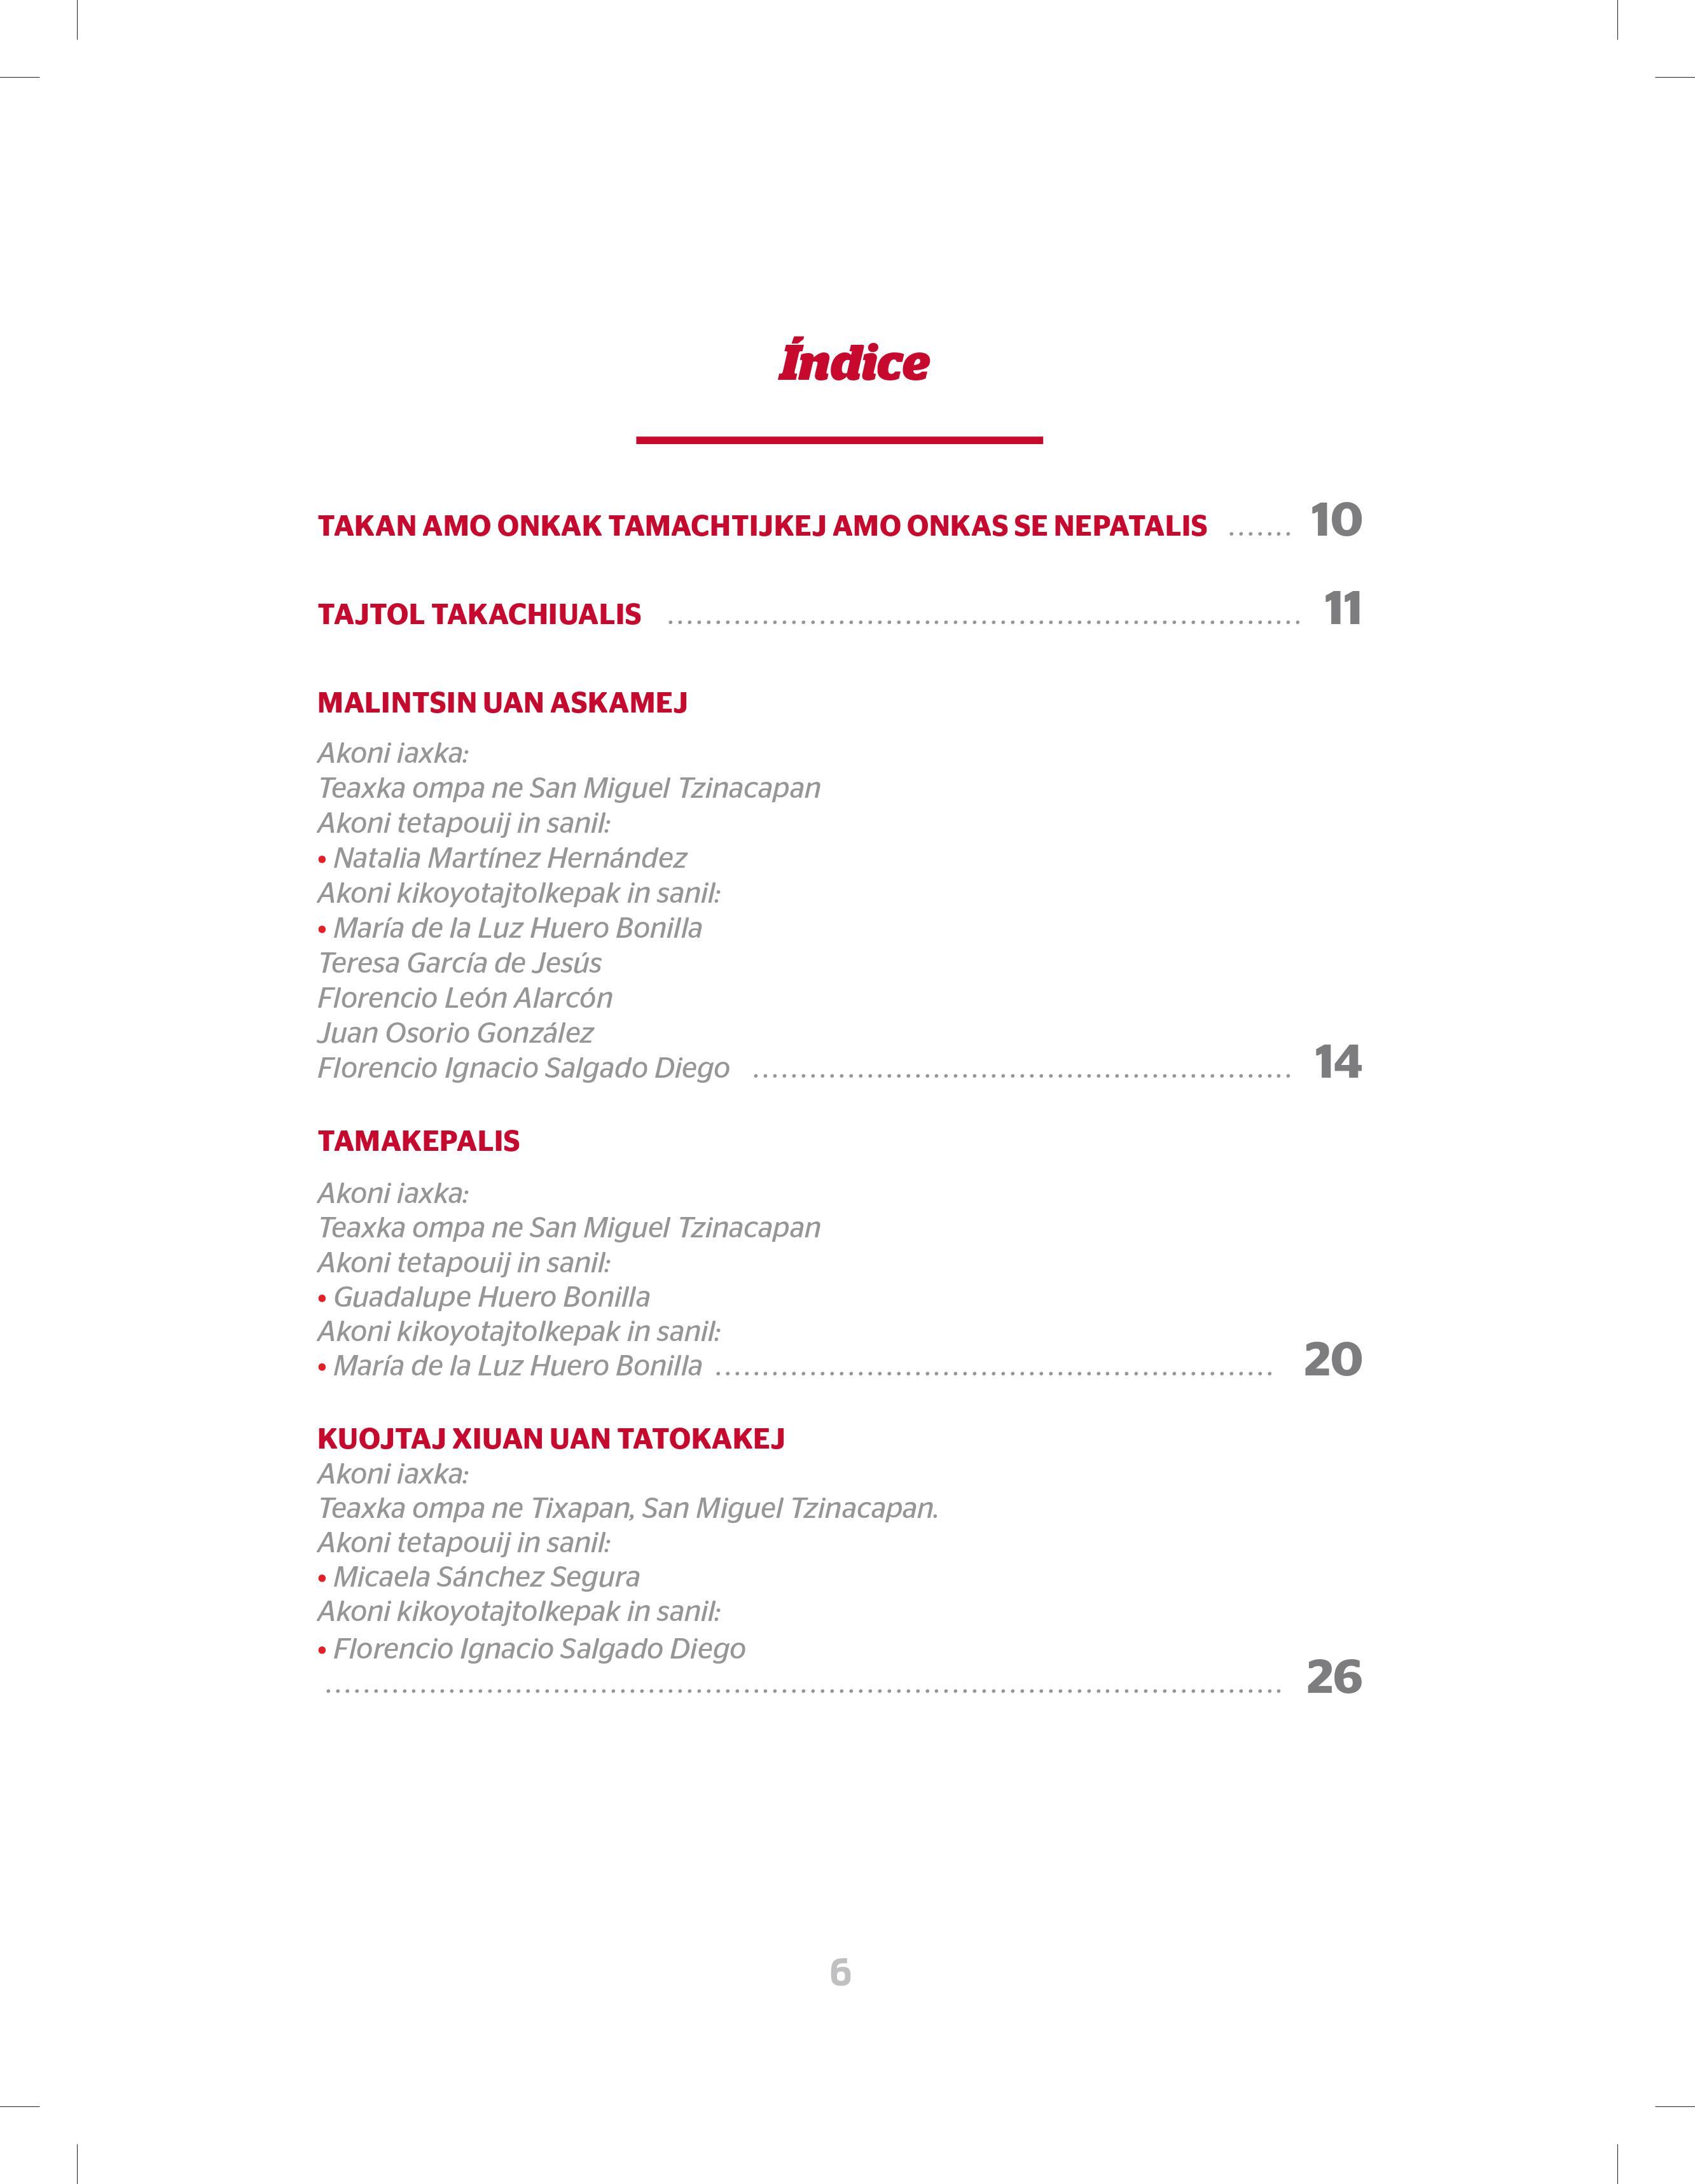 Índice
TAKAN AMO ONKAK TAMACHTIJKEJ AMO ONKAS SE NEPATALIS ....... 10
TAJTOL TAKACHIUALIS .................................................................. 11
MALINTSIN UAN ASKAMEJ
Akoni iaxka:
Teaxka ompa ne San Miguel Tzinacapan
Akoni tetapouij in sanil:
• Natalia Martínez Hernández
Akoni kikoyotajtolkepak in sanil:
• María de la Luz Huero Bonilla
Teresa García de Jesús
Florencio León Alarcón
Juan Osorio González
Florencio Ignacio Salgado Diego ........................................................ 14
TAMAKEPALIS
Akoni iaxka:
Teaxka ompa ne San Miguel Tzinacapan
Akoni tetapouij in sanil:
• Guadalupe Huero Bonilla
Akoni kikoyotajtolkepak in sanil:
• María de la Luz Huero Bonilla .......................................................... 20
KUOJTAJ XIUAN UAN TATOKAKEJ
Akoni iaxka:
Teaxka ompa ne Tixapan, San Miguel Tzinacapan.
Akoni tetapouij in sanil:
• Micaela Sánchez Segura
Akoni kikoyotajtolkepak in sanil:
• Florencio Ignacio Salgado Diego
.................................................................................................... 26
6